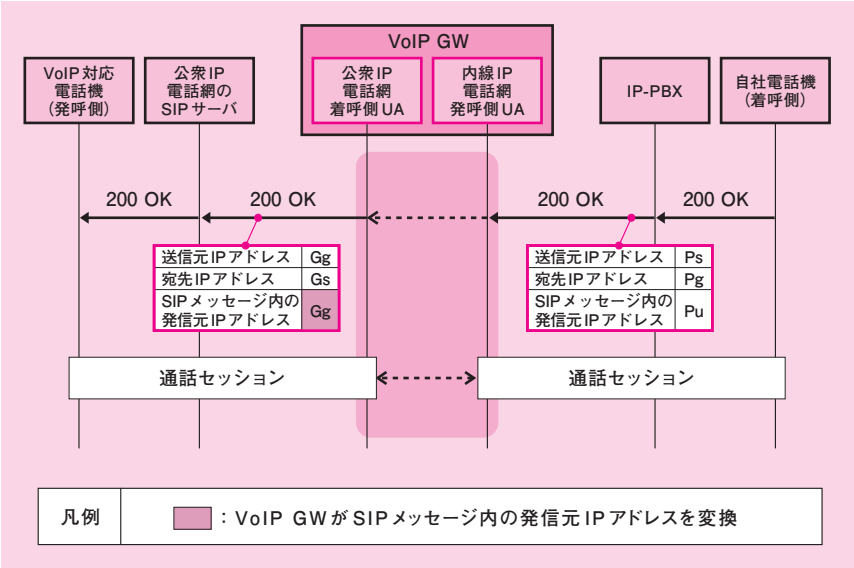 VoIP GW
VoIP対応
電話機
(発呼側)
公衆IP
電話網の
SIPサーバ
公衆IP
電話網
着呼側UA
内線IP
電話網
発呼側UA
IP-PBX
自社電話機
(着呼側)
200 OK
200 OK
200 OK
200 OK
送信元IPアドレス Gg
宛先IPアドレス Gs
SIPメッセージ内の
発信元IPアドレス Gg
送信元IPアドレス Ps
宛先IPアドレス Pg
SIPメッセージ内の
発信元IPアドレス Pu
通話セッション
通話セッション
凡例
：VoIP GWがSIPメッセージ内の発信元IPアドレスを変換